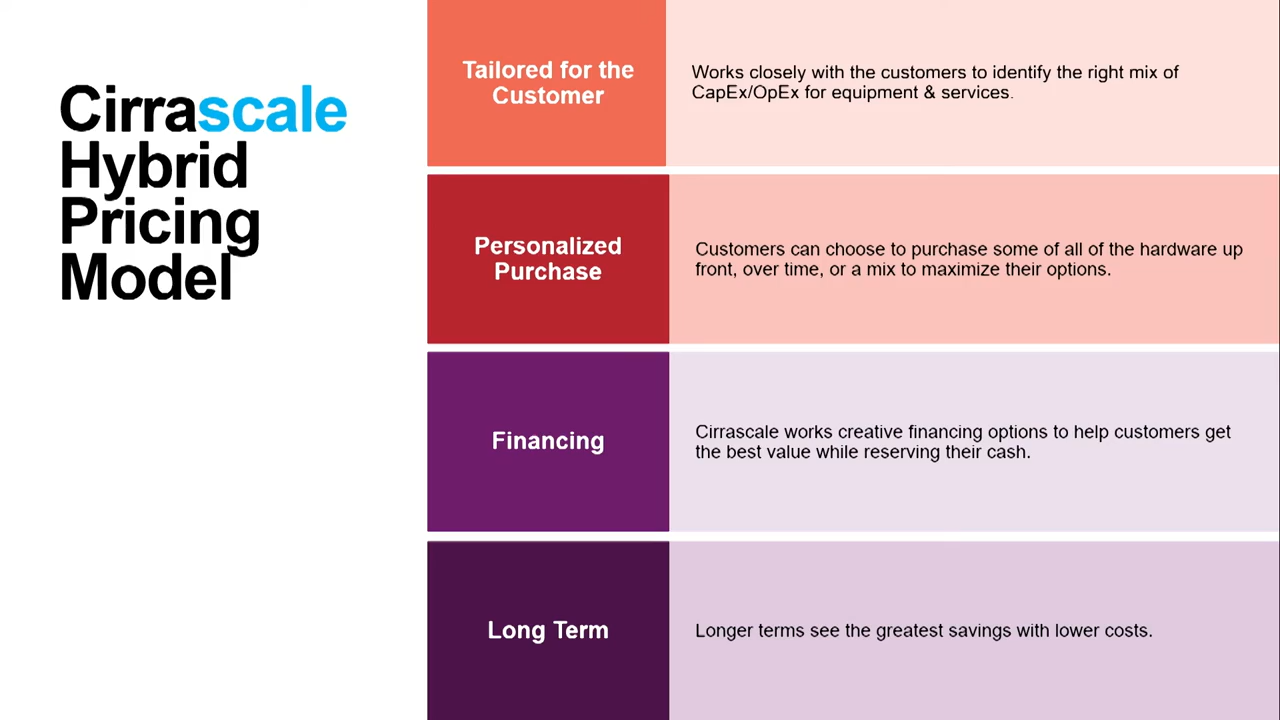 Cirrascale
Hybrid
Pricing
Model
Tailored for the
Customer
Works closely with the customers to identify the right mix of
CapEx/OpEx for equipment & services.
Personalized
Purchase
Customers can choose to purchase some of all of the hardware up
front, over time, or a mix to maximize their options.
Financing
Cirrascale works creative financing options to help customers get
the best value while reserving their cash.
Long Term
Longer terms see the greatest savings with lower costs.